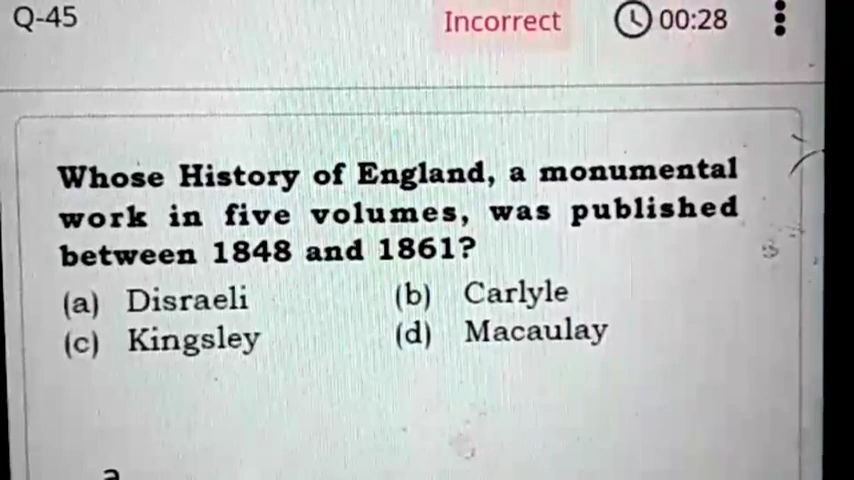 Q-45 Incorrect 00:28
Whose History of England, a monumental
work in five volumes, was published
between 1848 and 1861?
(a) Disraeli (b) Carlyle
(c) Kingsley (d) Macaulay